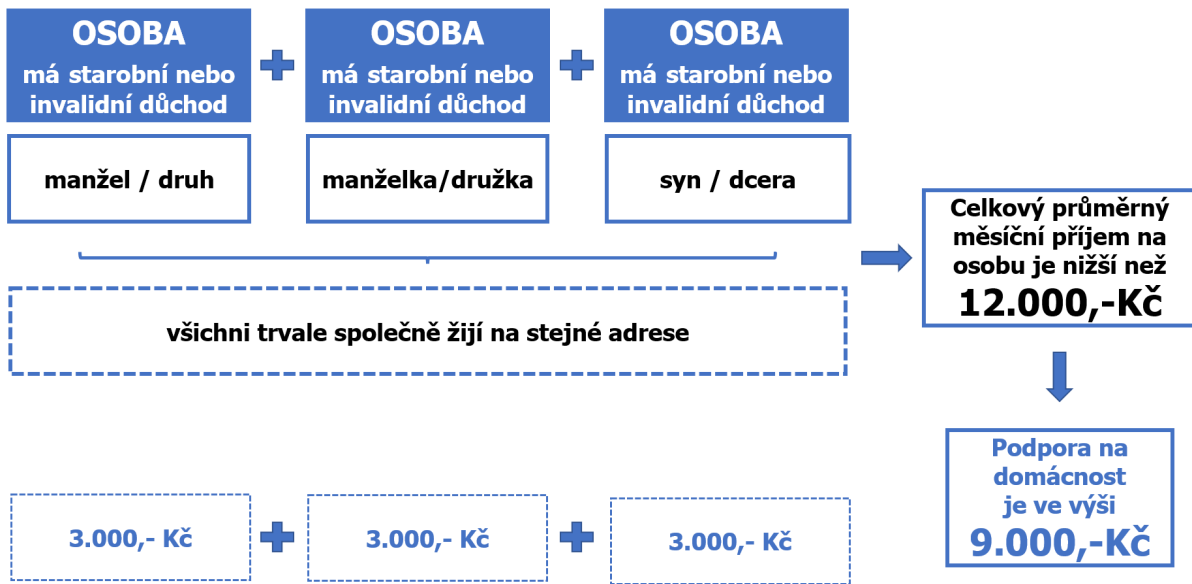 OSOBA
má starobní nebo
invalidní důchod
OSOBA
má starobní nebo
invalidní důchod
OSOBA
má starobní nebo
invalidní důchod
manžel / druh
manželka/družka
syn / dcera
Celkový průměrný
měsíční příjem na
osobu je nižší než
12.000,-Kč
všichni trvale společně žijí na stejné adrese
Podpora na
domácnost
je ve výši
9.000,-Kč
3.000,- Kč
3.000,- Kč
3.000,- Kč